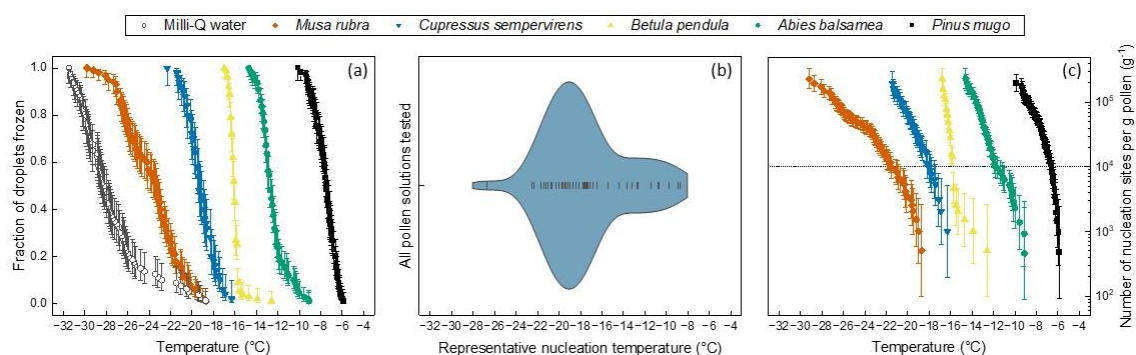 Milli-Q water Musa rubra Cupressus sempervirens Betula pendula Abies balsamea Pinus mugo
(a)
Fraction of droplets frozen
1.0
0.8
0.6
0.4
0.2
0.0
−32 −30 −28 −26 −24 −22 −20 −18 −16 −14 −12 −10 −8 −6 −4
Temperature (°C)
(b)
All pollen solutions tested
−32 −30 −28 −26 −24 −22 −20 −18 −16 −14 −12 −10 −8 −6 −4
Representative nucleation temperature (°C)
(c)
−32 −30 −28 −26 −24 −22 −20 −18 −16 −14 −12 −10 −8 −6 −4
Temperature (°C)
10⁵
10⁴
10³
10²
Number of nucleation sites per g pollen (g⁻¹)